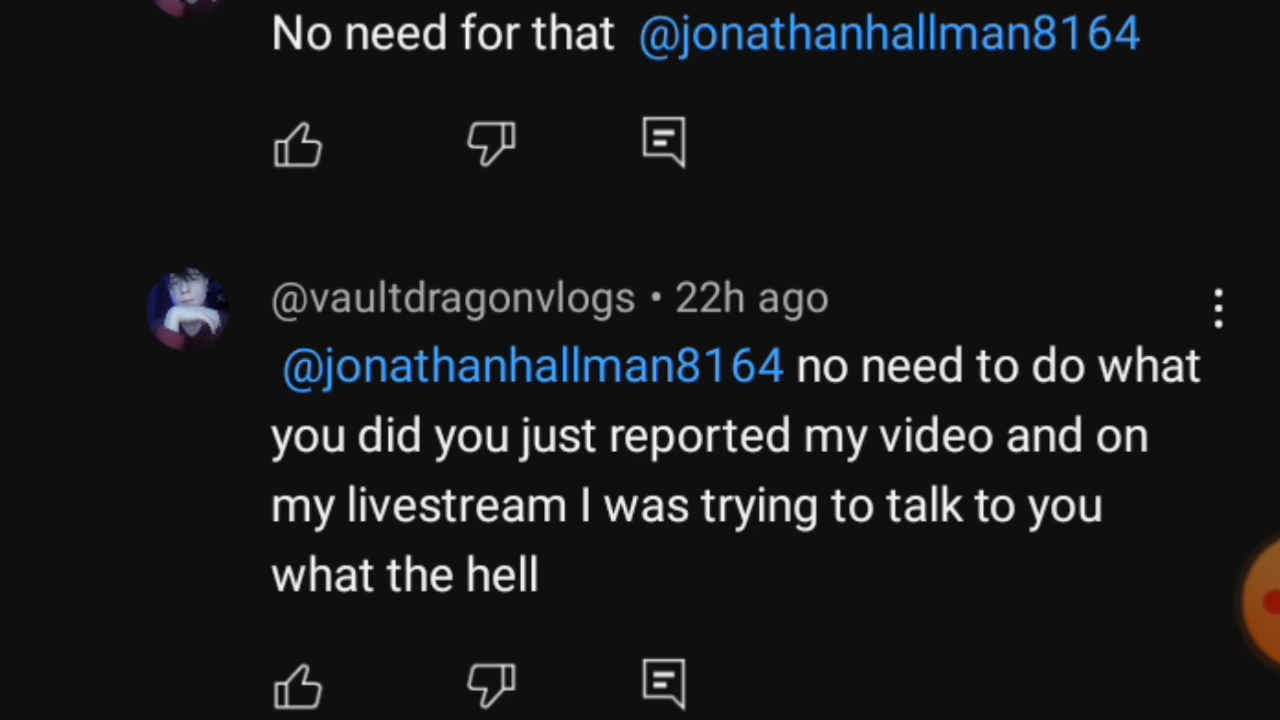 No need for that @jonathanhallman8164
@vaultdragonvlogs • 22h ago
@jonathanhallman8164 no need to do what
you did you just reported my video and on
my livestream I was trying to talk to you
what the hell